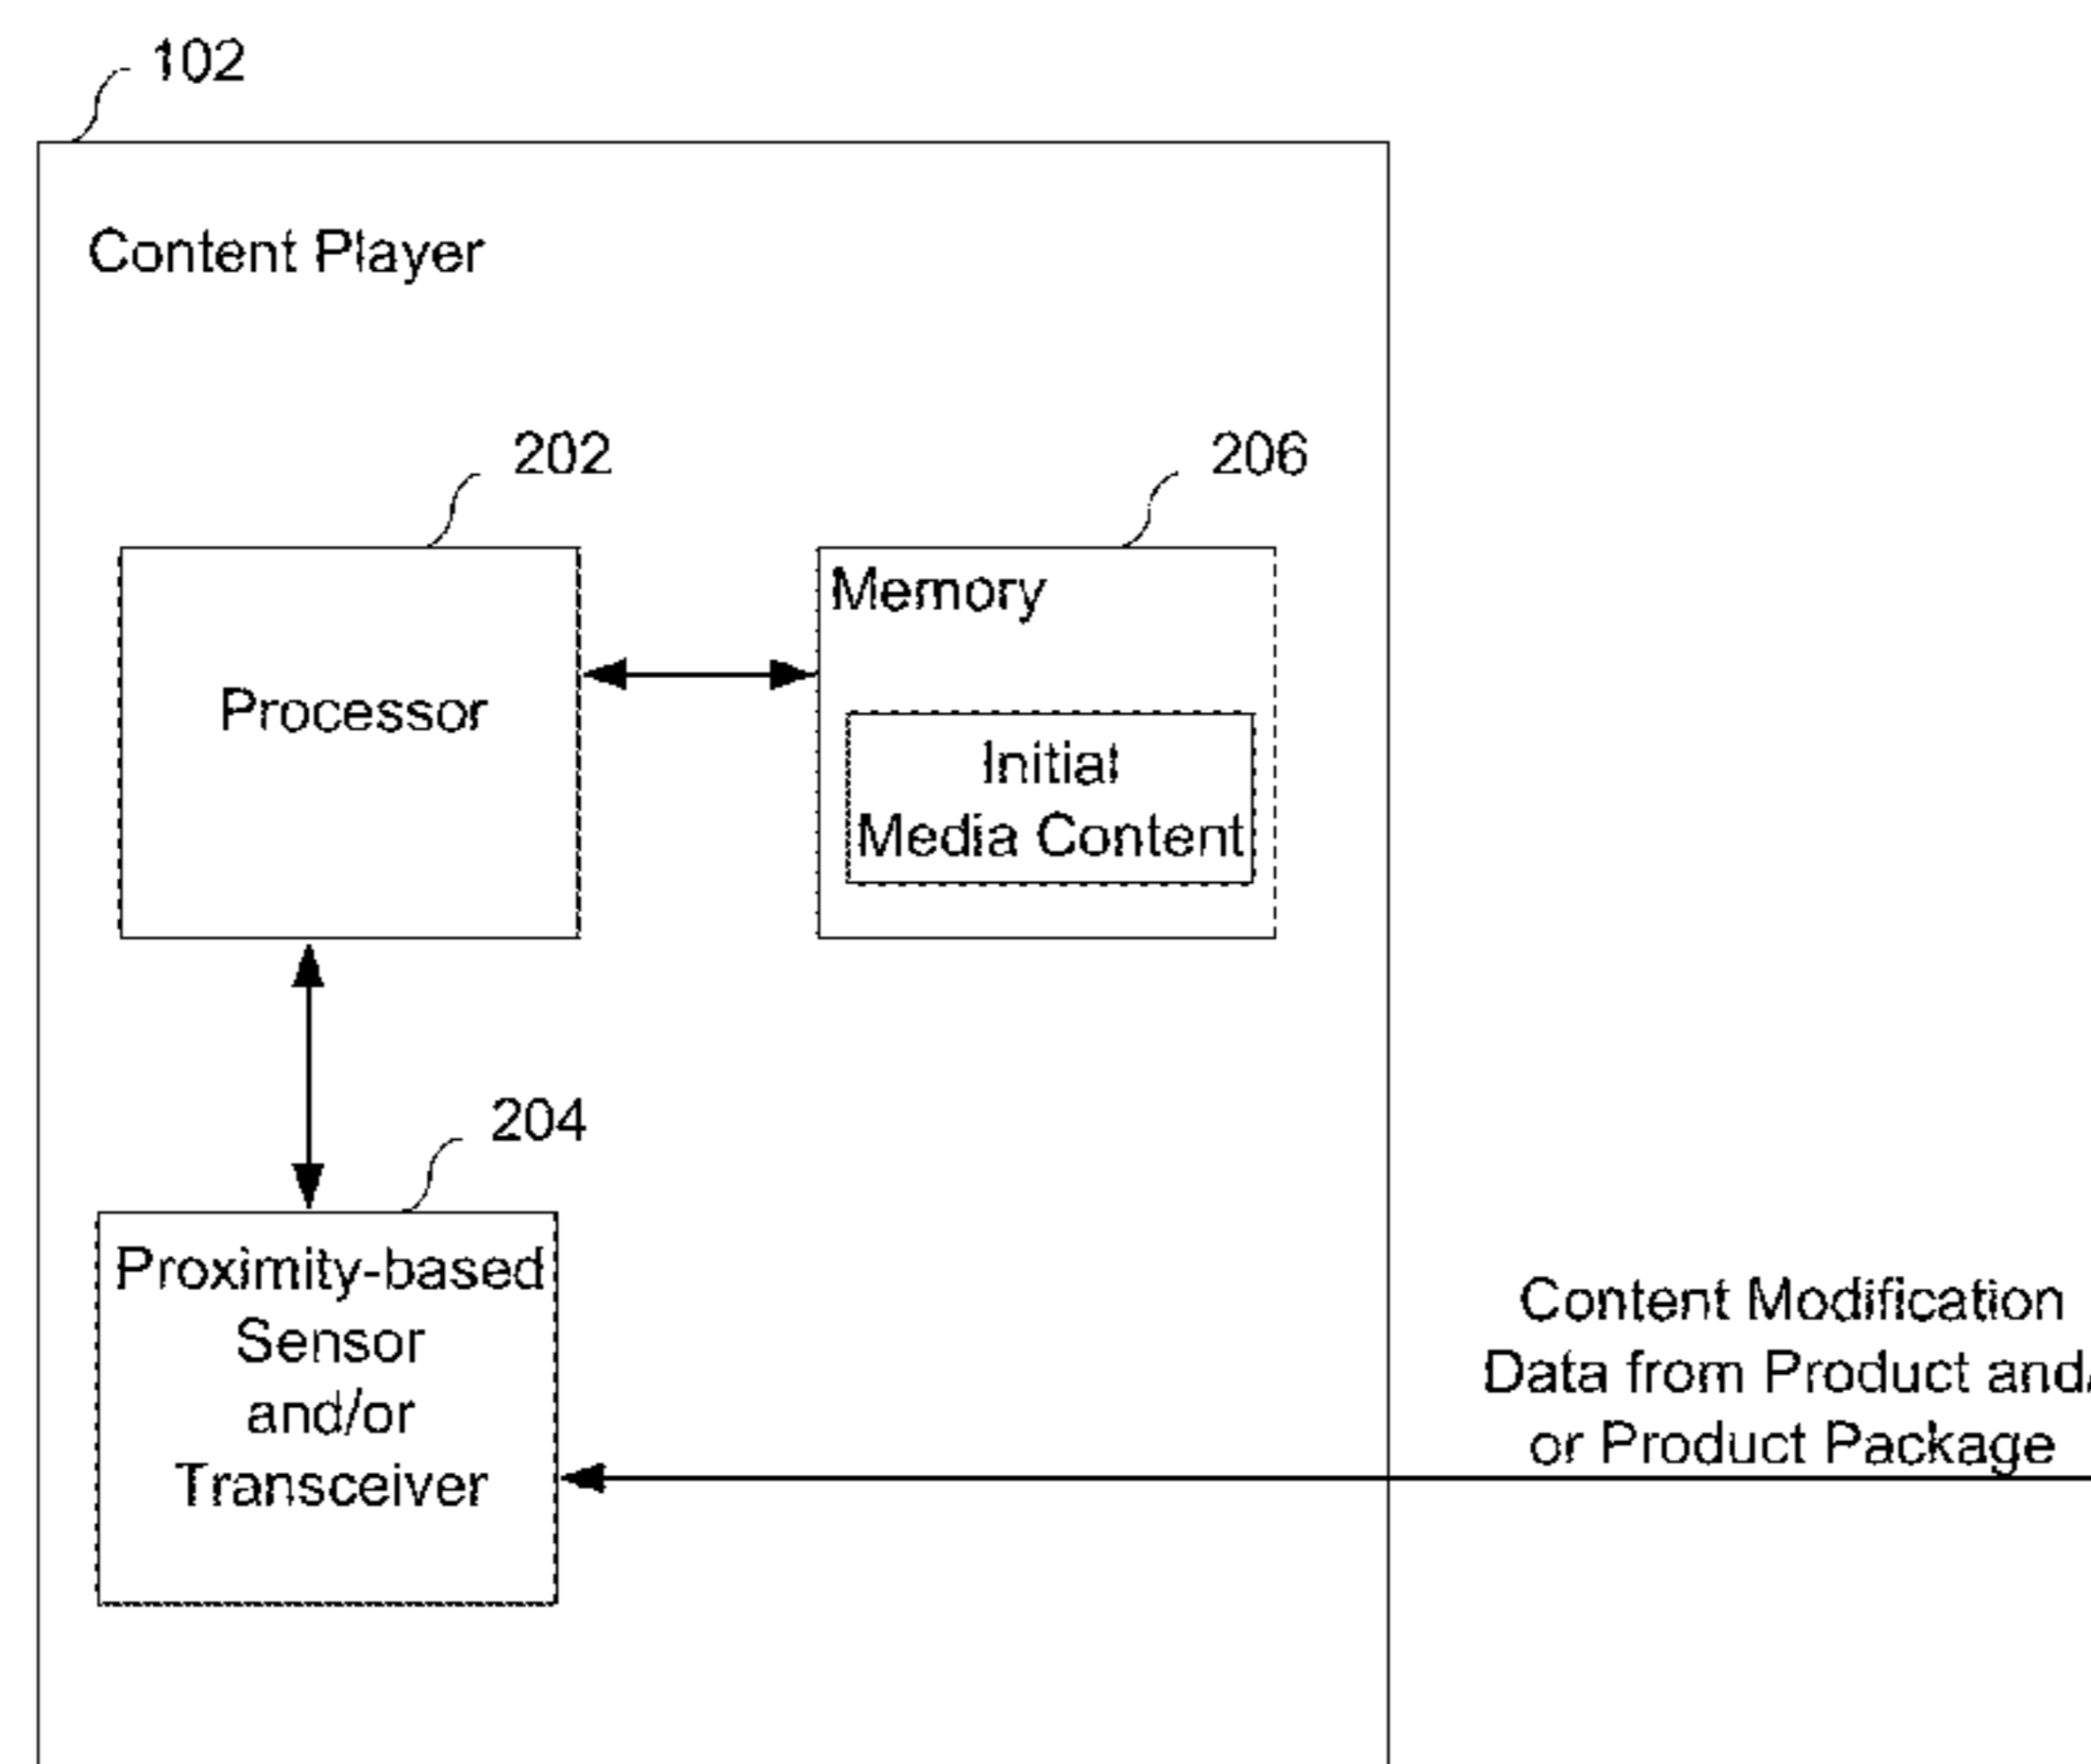 102
Content Player
202
206
Processor
Memory
Initial
Media Content
204
Proximity-based
Sensor
and/or
Transceiver
Content Modification
Data from Product and/
or Product Package